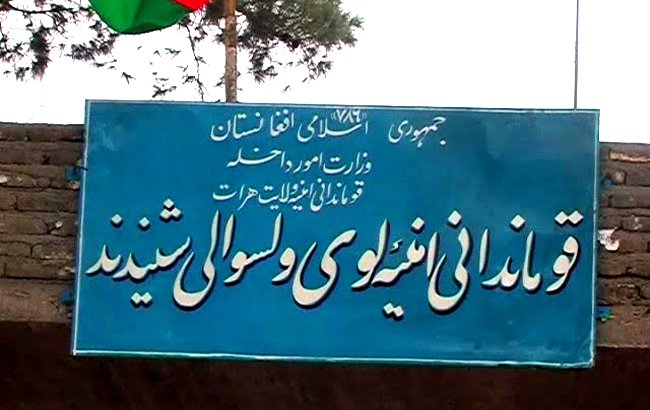 «۷۸۶»
جمهوری اسلامی افغانستان
وزارت امور داخله
قوماندانی امنیه ولایت هرات
قوماندانی امنیه لوی ولسوالی شیندند